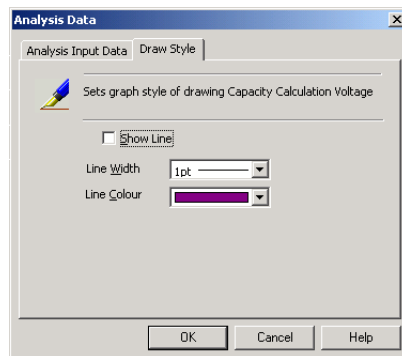 Analysis Data
Analysis Input Data Draw Style
Sets graph style of drawing Capacity Calculation Voltage
Show Line
Line Width 1pt
Line Colour
OK Cancel Help